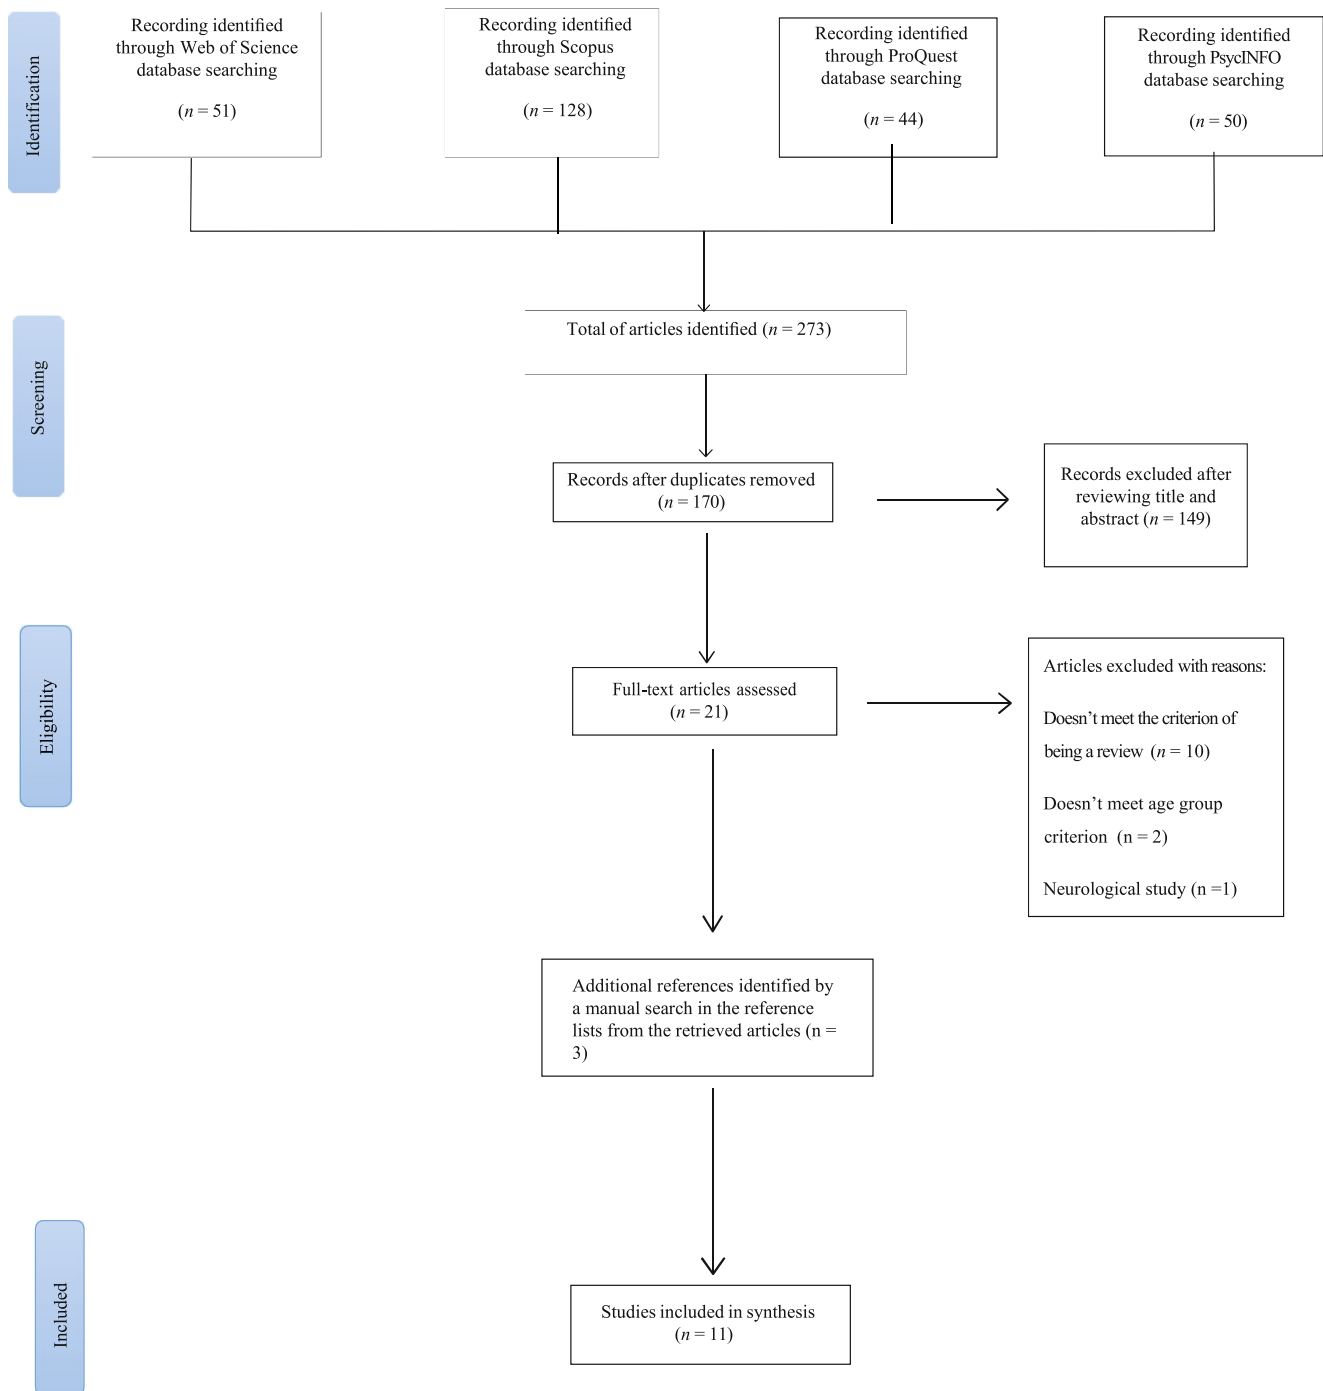 Identification
Recording identified
through Web of Science
database searching
(n = 51)
Recording identified
through Scopus
database searching
(n = 128)
Recording identified
through ProQuest
database searching
(n = 44)
Recording identified
through PsycINFO
database searching
(n = 50)
Screening
Total of articles identified (n = 273)
Records after duplicates removed
(n = 170)
Records excluded after
reviewing title and
abstract (n = 149)
Eligibility
Full-text articles assessed
(n = 21)
Articles excluded with reasons:
Doesn’t meet the criterion of
being a review (n = 10)
Doesn’t meet age group
criterion (n = 2)
Neurological study (n =1)
Additional references identified by
a manual search in the reference
lists from the retrieved articles (n =
3)
Included
Studies included in synthesis
(n = 11)